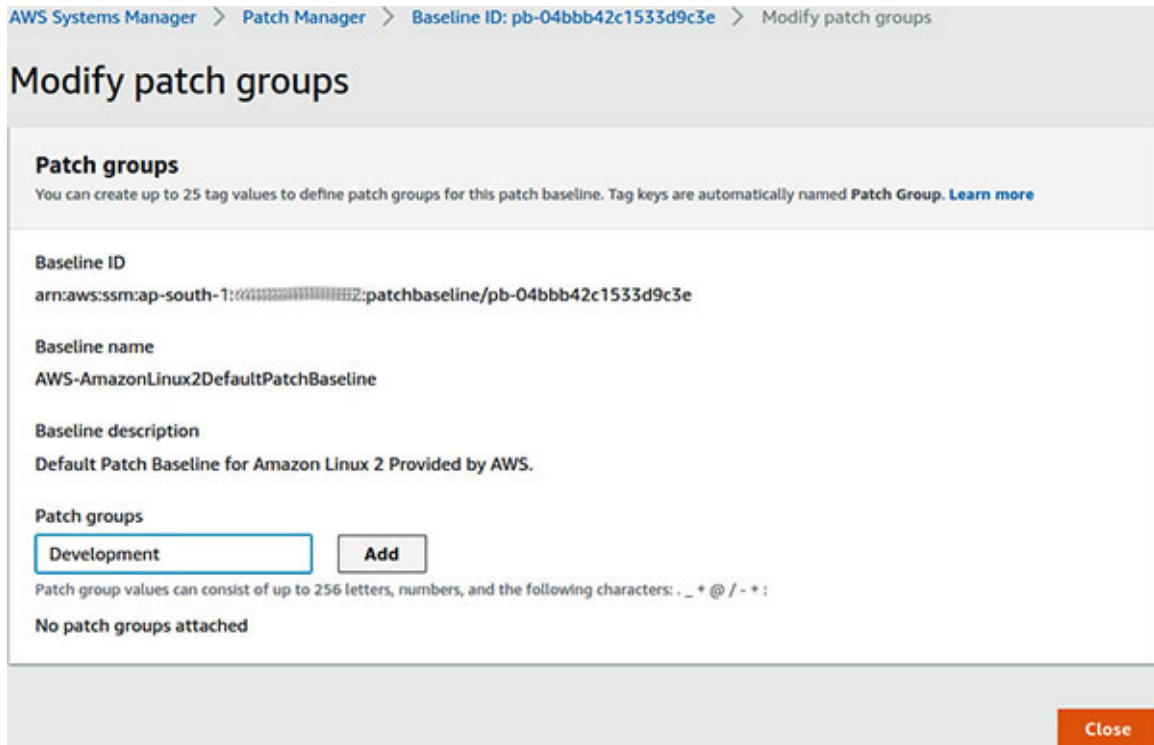 AWS Systems Manager > Patch Manager > Baseline ID: pb-04bbb42c1533d9c3e > Modify patch groups
Modify patch groups
Patch groups
You can create up to 25 tag values to define patch groups for this patch baseline. Tag keys are automatically named Patch Group. Learn more
Baseline ID
arn:aws:ssm:ap-south-1: 2:patchbaseline/pb-04bbb42c1533d9c3e
Baseline name
AWS-AmazonLinux2DefaultPatchBaseline
Baseline description
Default Patch Baseline for Amazon Linux 2 Provided by AWS.
Patch groups
Development
Add
Patch group values can consist of up to 256 letters, numbers, and the following characters: . _ + @ / - + :
No patch groups attached
Close